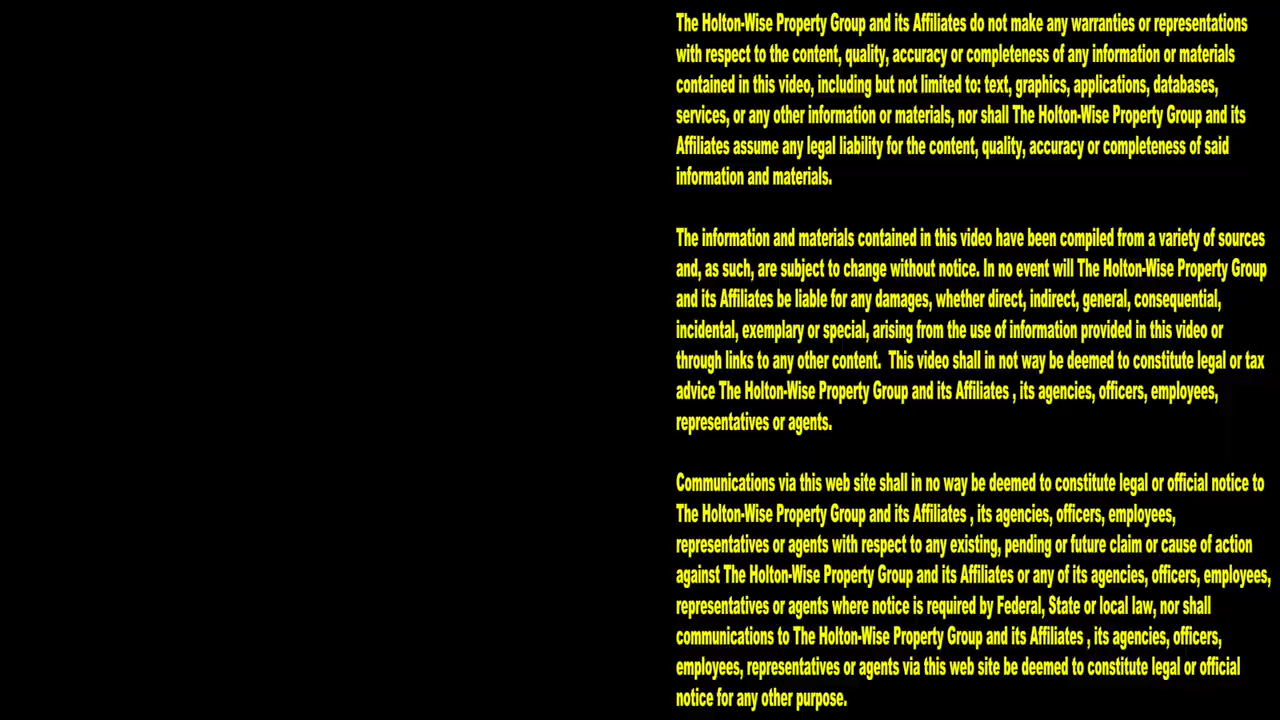 The Holton-Wise Property Group and its Affiliates do not make any warranties or representations
with respect to the content, quality, accuracy or completeness of any information or materials
contained in this video, including but not limited to: text, graphics, applications, databases,
services, or any other information or materials, nor shall The Holton-Wise Property Group and its
Affiliates assume any legal liability for the content, quality, accuracy or completeness of said
information and materials.
The information and materials contained in this video have been compiled from a variety of sources
and, as such, are subject to change without notice. In no event will The Holton-Wise Property Group
and its Affiliates be liable for any damages, whether direct, indirect, general, consequential,
incidental, exemplary or special, arising from the use of information provided in this video or
through links to any other content.  This video shall in not way be deemed to constitute legal or tax
advice The Holton-Wise Property Group and its Affiliates , its agencies, officers, employees,
representatives or agents.
Communications via this web site shall in no way be deemed to constitute legal or official notice to
The Holton-Wise Property Group and its Affiliates , its agencies, officers, employees,
representatives or agents with respect to any existing, pending or future claim or cause of action
against The Holton-Wise Property Group and its Affiliates or any of its agencies, officers, employees,
representatives or agents where notice is required by Federal, State or local law, nor shall
communications to The Holton-Wise Property Group and its Affiliates , its agencies, officers,
employees, representatives or agents via this web site be deemed to constitute legal or official
notice for any other purpose.